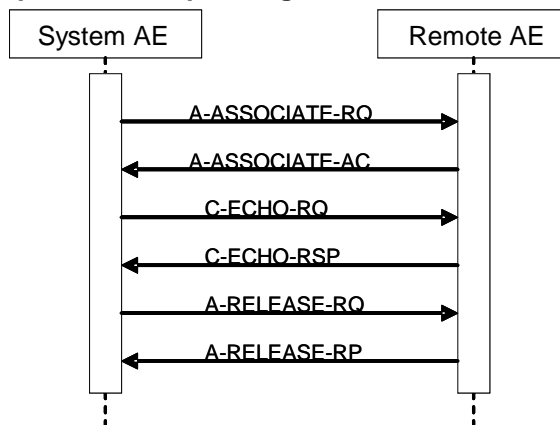 System AE
Remote AE
A-ASSOCIATE-RQ
A-ASSOCIATE-AC
C-ECHO-RQ
C-ECHO-RSP
A-RELEASE-RQ
A-RELEASE-RP